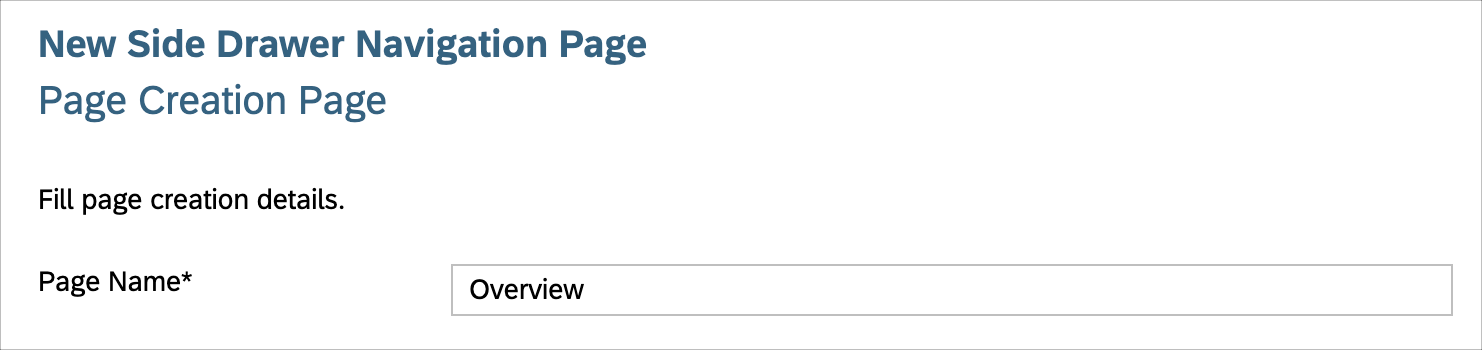 New Side Drawer Navigation Page
Page Creation Page
Fill page creation details.
Page Name*
Overview